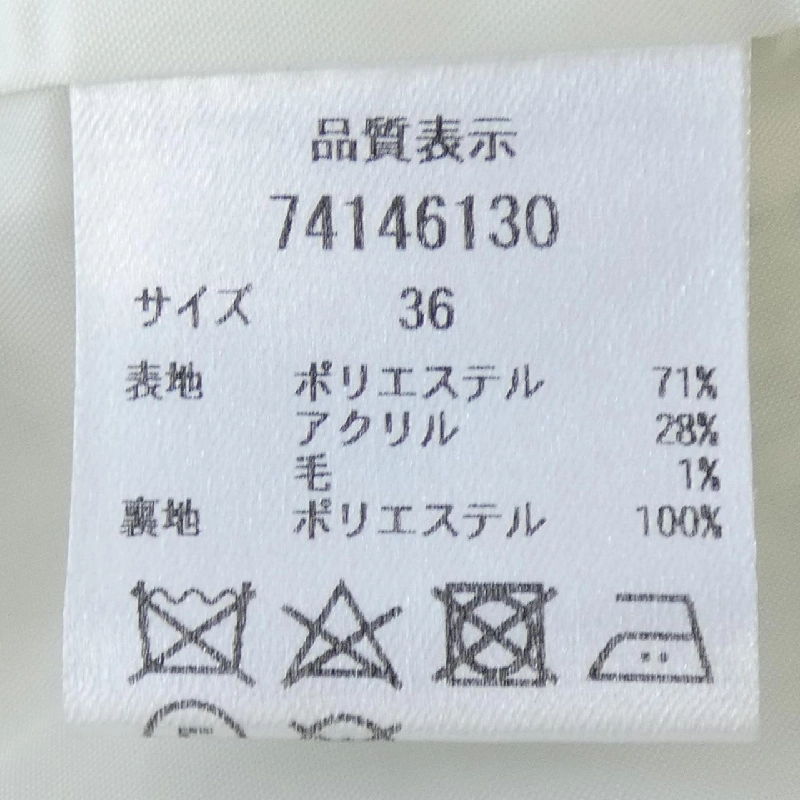 品質表示
74146130
サイズ 36
表地 ポリエステル 71%
アクリル 28%
毛 1%
裏地 ポリエステル 100%